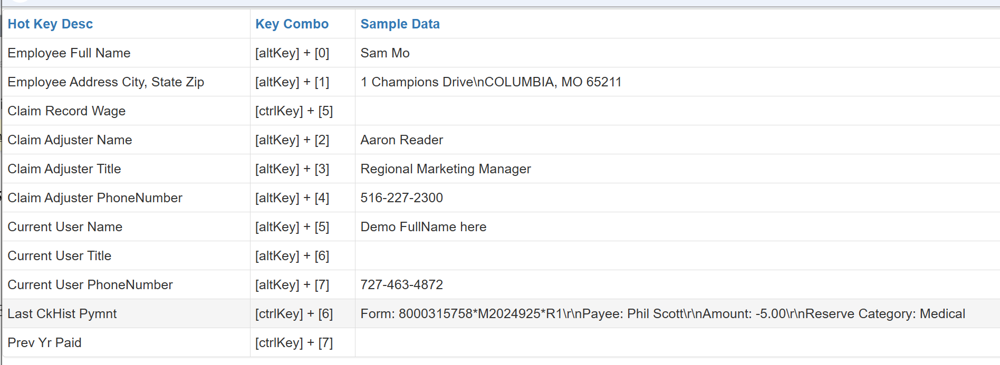 Hot Key Desc Key Combo Sample Data
Employee Full Name [altKey] + [0] Sam Mo
Employee Address City, State Zip [altKey] + [1] 1 Champions Drive\nCOLUMBIA, MO 65211
Claim Record Wage [ctrlKey] + [5]
Claim Adjuster Name [altKey] + [2] Aaron Reader
Claim Adjuster Title [altKey] + [3] Regional Marketing Manager
Claim Adjuster PhoneNumber [altKey] + [4] 516-227-2300
Current User Name [altKey] + [5] Demo FullName here
Current User Title [altKey] + [6]
Current User PhoneNumber [altKey] + [7] 727-463-4872
Last CkHist Pymnt [ctrlKey] + [6] Form: 8000315758*M2024925*R1\r\nPayee: Phil Scott\r\nAmount: -5.00\r\nReserve Category: Medical
Prev Yr Paid [ctrlKey] + [7]